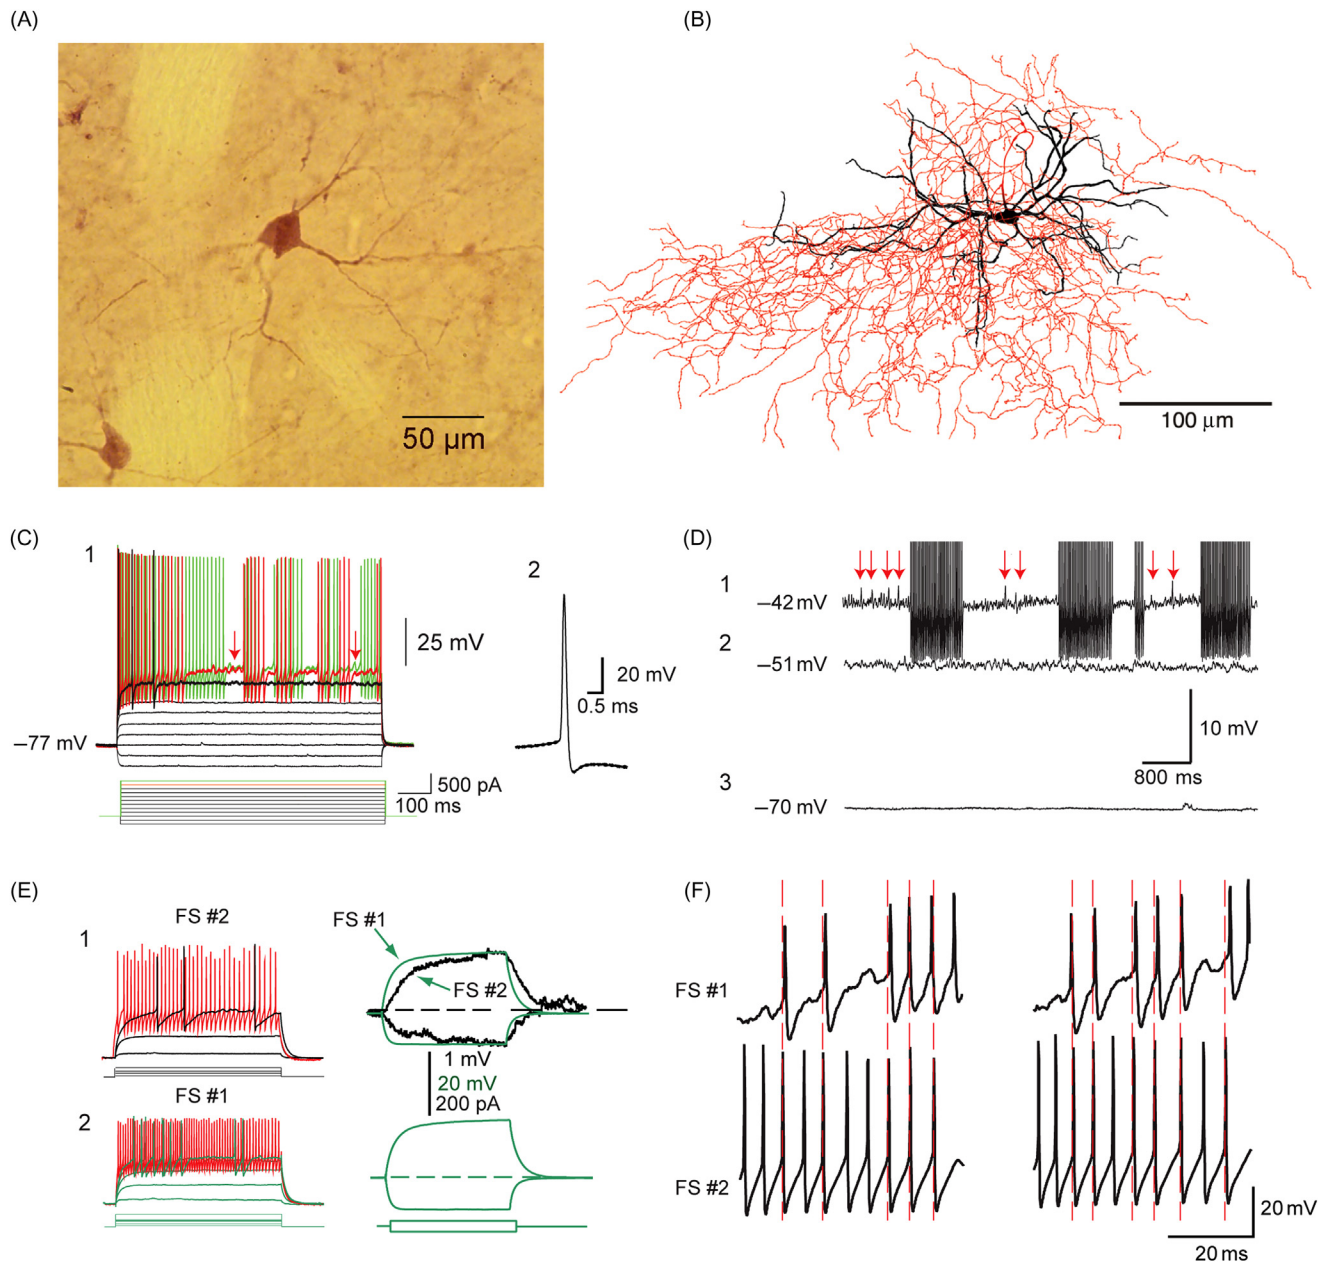 (A)
(B)
50 µm
100 µm
(C)
1
2
25 mV
20 mV
0.5 ms
–77 mV
500 pA
100 ms
(D)
1
–42 mV
2
–51 mV
10 mV
800 ms
3
–70 mV
(E)
FS #2
1
FS #1
FS #2
1 mV
20 mV
200 pA
FS #1
2
(F)
FS #1
FS #2
20 mV
20 ms